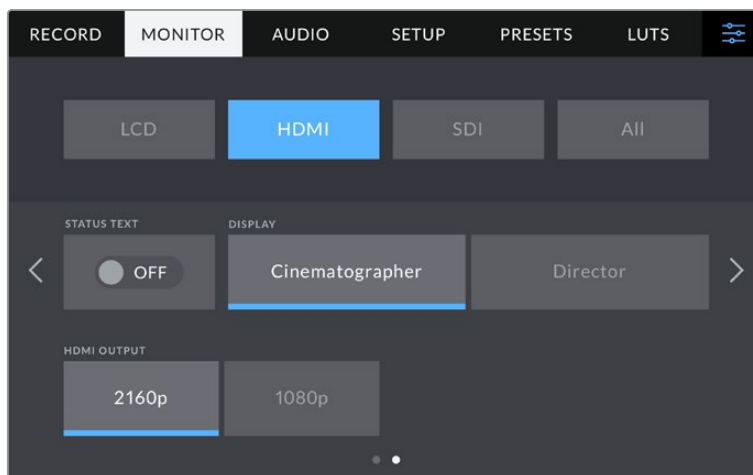 RECORD MONITOR AUDIO SETUP PRESETS LUTS
LCD HDMI SDI All
STATUS TEXT DISPLAY
OFF Cinematographer Director
HDMI OUTPUT
2160p 1080p